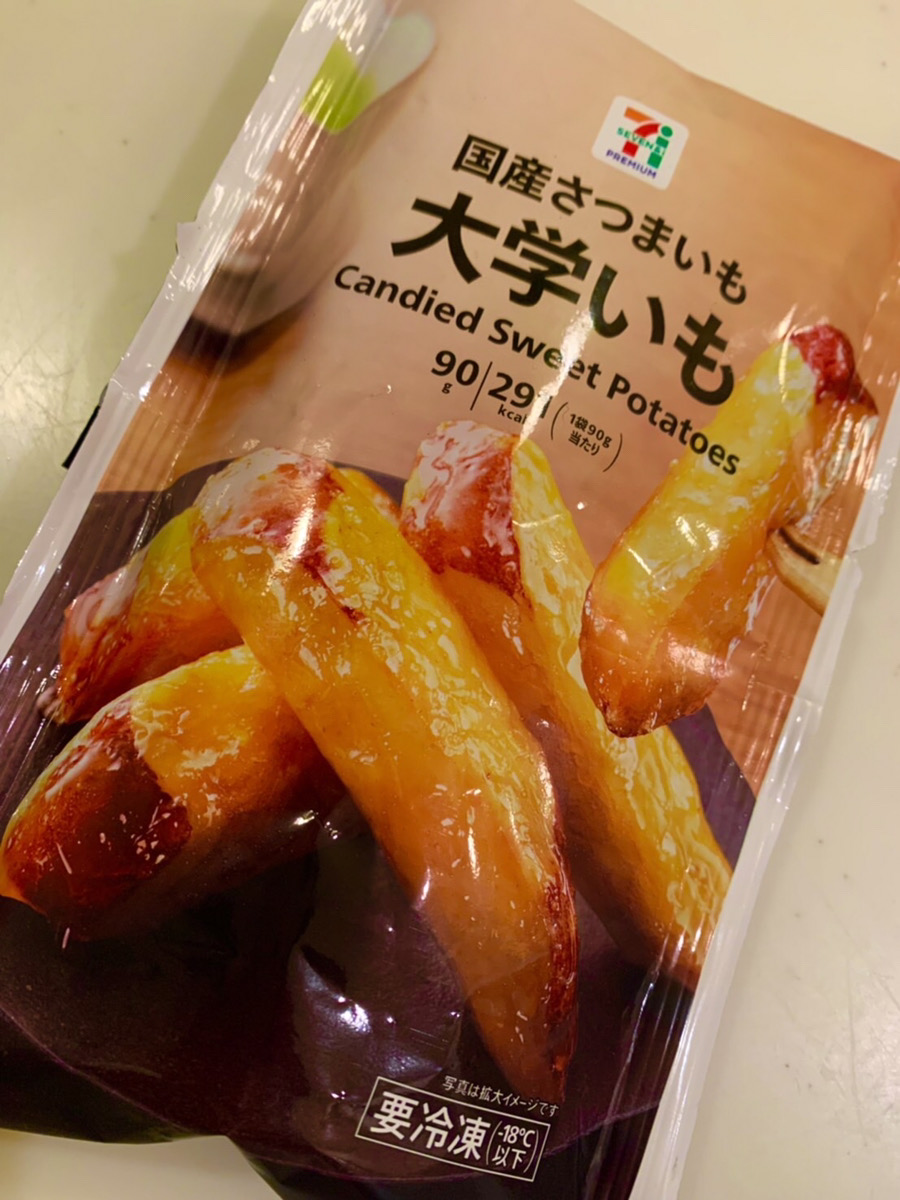 SEVEN&i
PREMIUM
国産さつまいも
大学いも
Candied Sweet Potatoes
90g
kcal
(1袋90g当たり)
写真は拡大イメージです
要冷凍(-18℃以下)